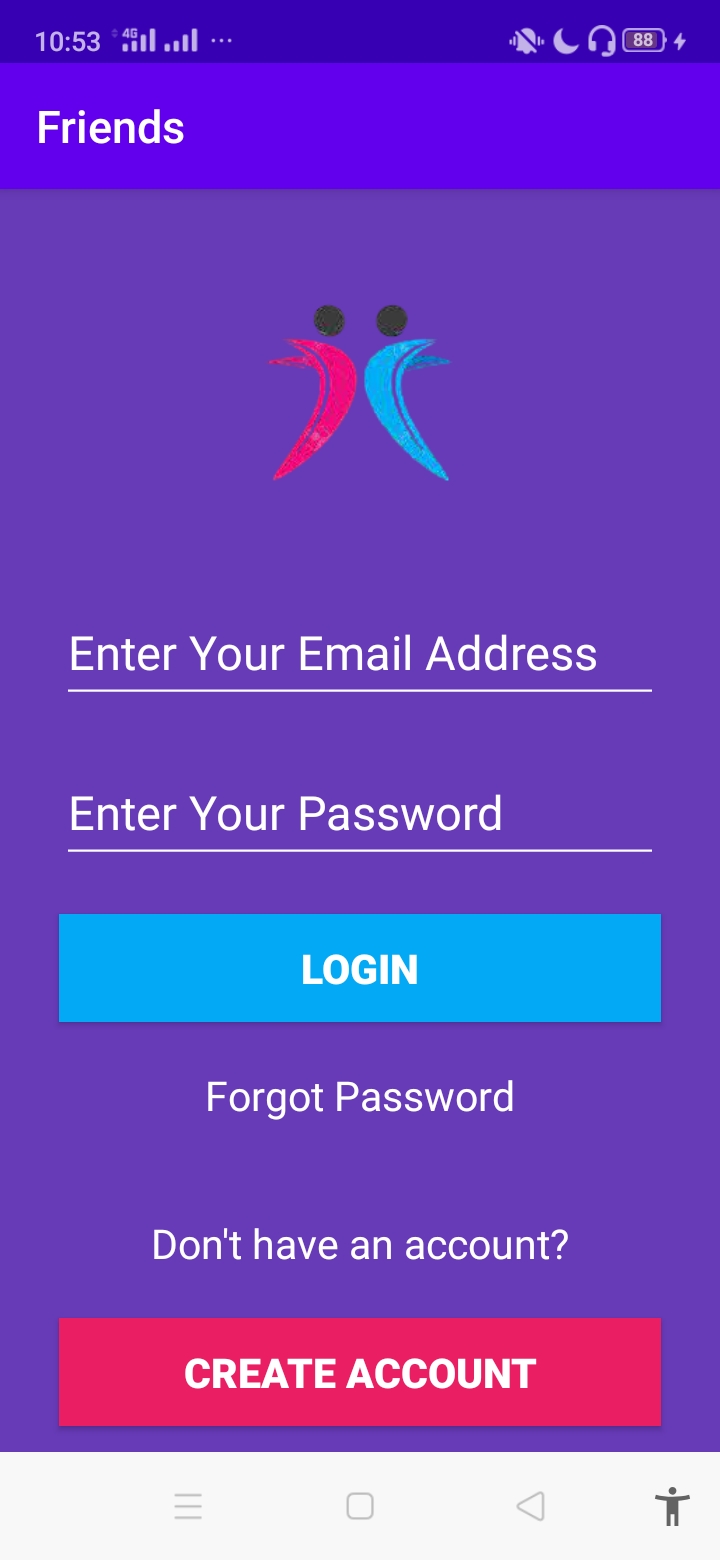 10:53 4G 88
Friends
Enter Your Email Address
Enter Your Password
LOGIN
Forgot Password
Don't have an account?
CREATE ACCOUNT